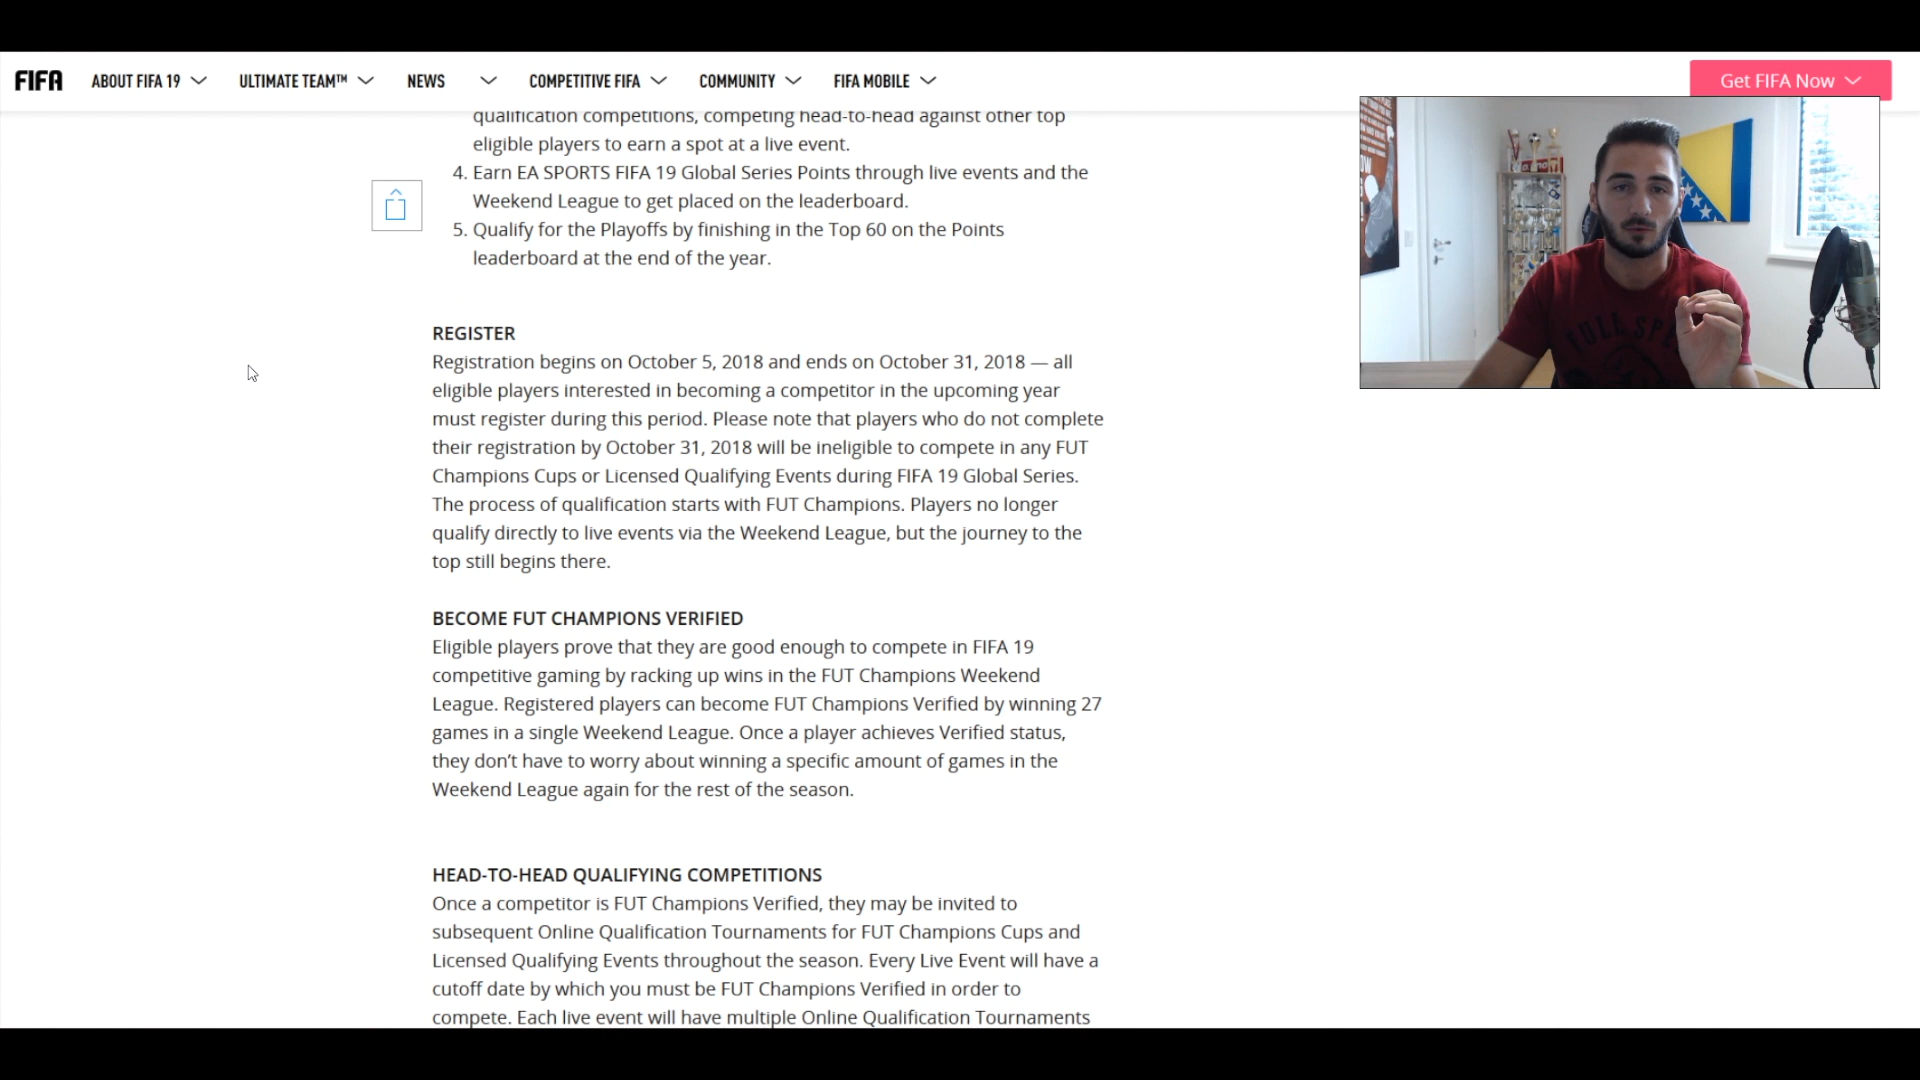 FIFA ABOUT FIFA 19 ULTIMATE TEAM™ NEWS COMPETITIVE FIFA COMMUNITY FIFA MOBILE Get FIFA Now
qualification competitions, competing head-to-head against other top
eligible players to earn a spot at a live event.
4. Earn EA SPORTS FIFA 19 Global Series Points through live events and the
Weekend League to get placed on the leaderboard.
5. Qualify for the Playoffs by finishing in the Top 60 on the Points
leaderboard at the end of the year.
REGISTER
Registration begins on October 5, 2018 and ends on October 31, 2018 — all
eligible players interested in becoming a competitor in the upcoming year
must register during this period. Please note that players who do not complete
their registration by October 31, 2018 will be ineligible to compete in any FUT
Champions Cups or Licensed Qualifying Events during FIFA 19 Global Series.
The process of qualification starts with FUT Champions. Players no longer
qualify directly to live events via the Weekend League, but the journey to the
top still begins there.
BECOME FUT CHAMPIONS VERIFIED
Eligible players prove that they are good enough to compete in FIFA 19
competitive gaming by racking up wins in the FUT Champions Weekend
League. Registered players can become FUT Champions Verified by winning 27
games in a single Weekend League. Once a player achieves Verified status,
they don’t have to worry about winning a specific amount of games in the
Weekend League again for the rest of the season.
HEAD-TO-HEAD QUALIFYING COMPETITIONS
Once a competitor is FUT Champions Verified, they may be invited to
subsequent Online Qualification Tournaments for FUT Champions Cups and
Licensed Qualifying Events throughout the season. Every Live Event will have a
cutoff date by which you must be FUT Champions Verified in order to
compete. Each live event will have multiple Online Qualification Tournaments